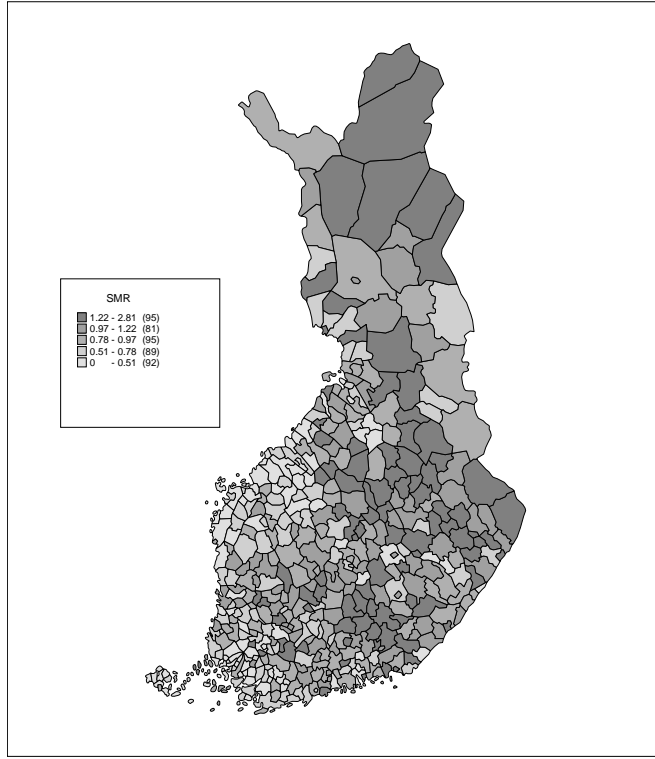 SMR
1.22 - 2.81 (95)
0.97 - 1.22 (81)
0.78 - 0.97 (95)
0.51 - 0.78 (89)
0 - 0.51 (92)